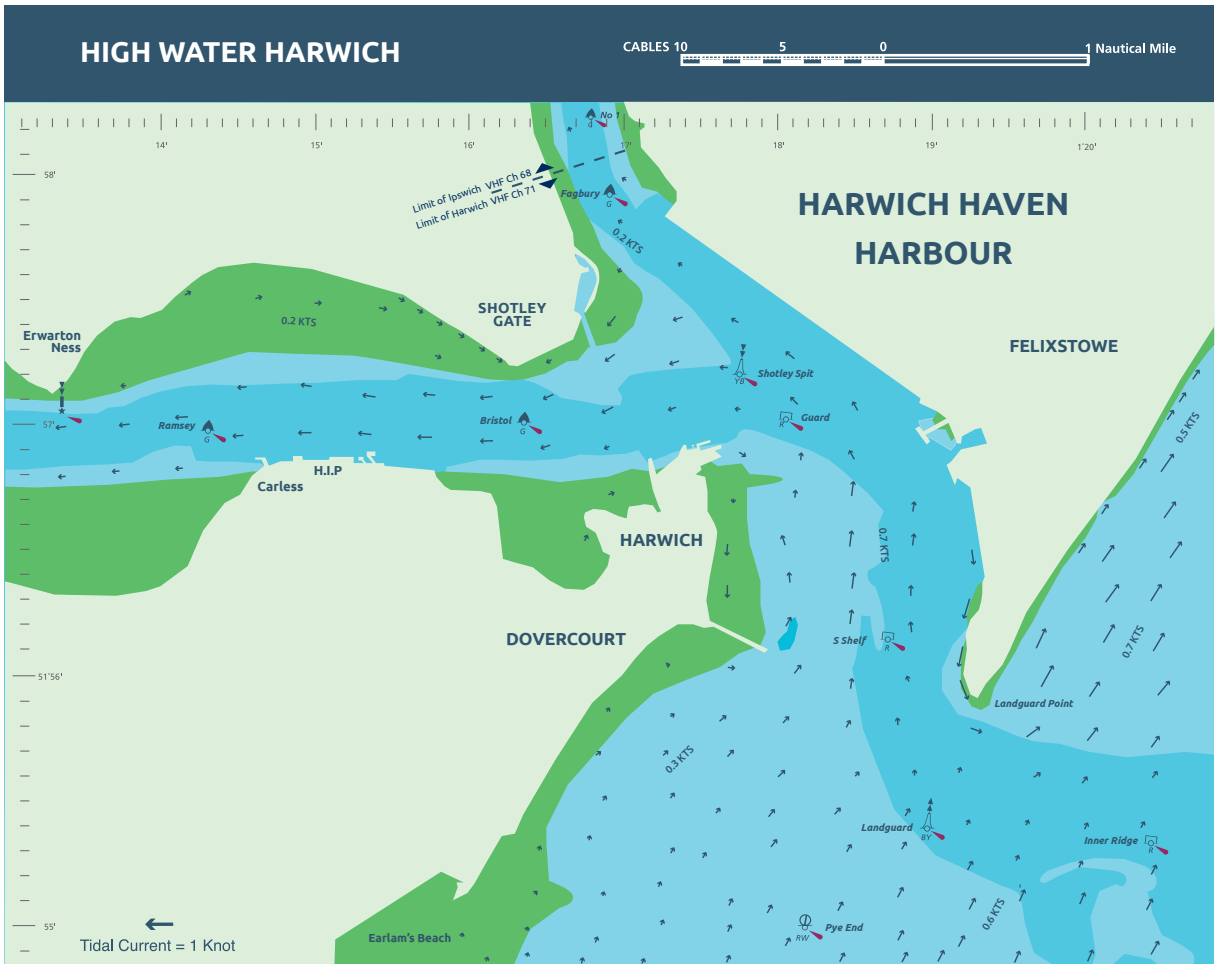 HIGH WATER HARWICH
CABLES 10 5 0 1 Nautical Mile
14' 15' 16' 17' 18' 19' 1°20'
58'
No 1
G
Limit of Ipswich VHF Ch 68
Limit of Harwich VHF Ch 71
Fagbury
G
HARWICH HAVEN
HARBOUR
0.2 KTS
0.2 KTS
SHOTLEY
GATE
Erwarton
Ness
FELIXSTOWE
Shotley Spit
YB
Guard
R
57'
Ramsey
G
Bristol
G
0.5 KTS
H.I.P
Carless
HARWICH
0.7 KTS
DOVERCOURT
S Shelf
R
0.7 KTS
51°56'
Landguard Point
0.3 KTS
Landguard
BY
Inner Ridge
R
55'
Pye End
RW
0.6 KTS
Earlam's Beach
Tidal Current = 1 Knot